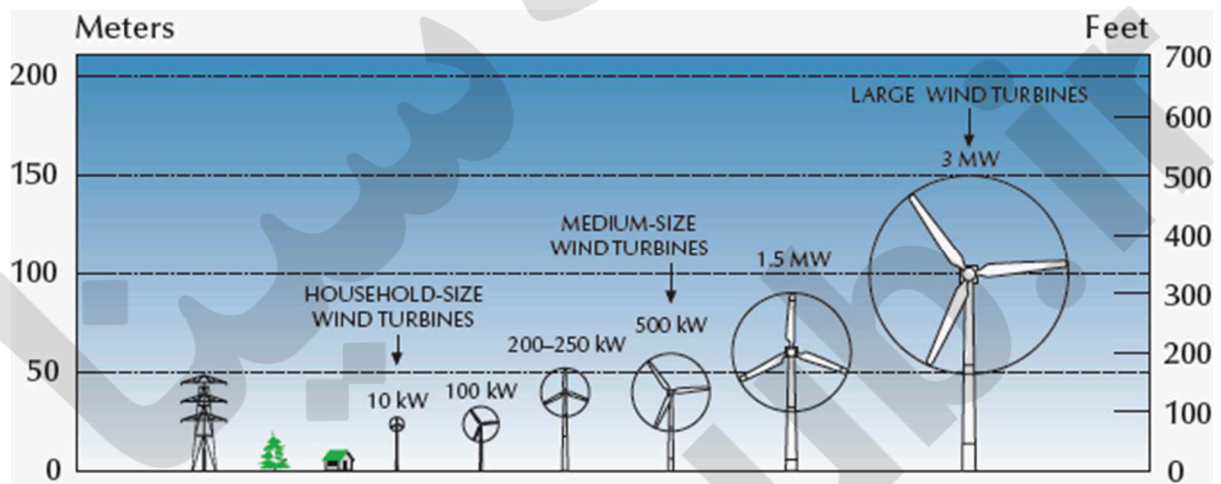 Meters
Feet
200
150
100
50
0
700
600
500
400
300
200
100
0
LARGE WIND TURBINES
3 MW
MEDIUM-SIZE
WIND TURBINES
1.5 MW
HOUSEHOLD-SIZE
WIND TURBINES
500 kW
200–250 kW
100 kW
10 kW